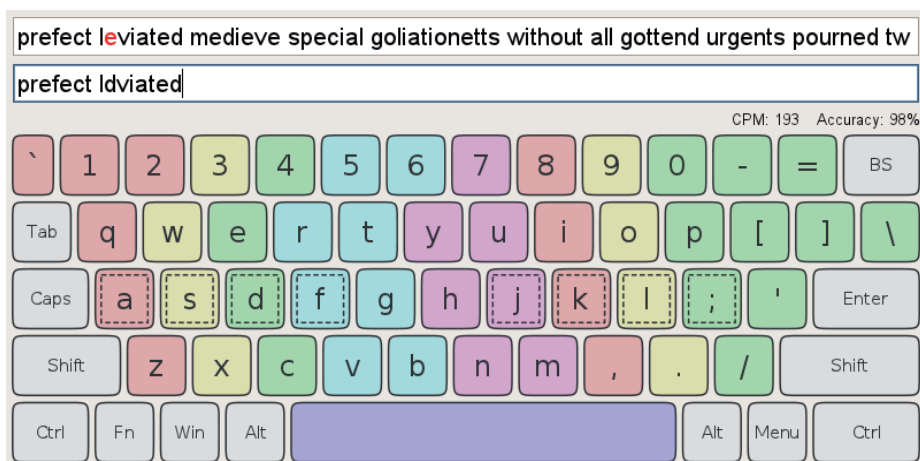 prefect leviated medieve special goliationetts without all gottend urgents pourned tw
prefect ldviated
CPM: 193 Accuracy: 98%
` 1 2 3 4 5 6 7 8 9 0 - = BS
Tab q w e r t y u i o p [ ] \
Caps a s d f g h j k l ; ' Enter
Shift z x c v b n m , . / Shift
Ctrl Fn Win Alt Alt Menu Ctrl